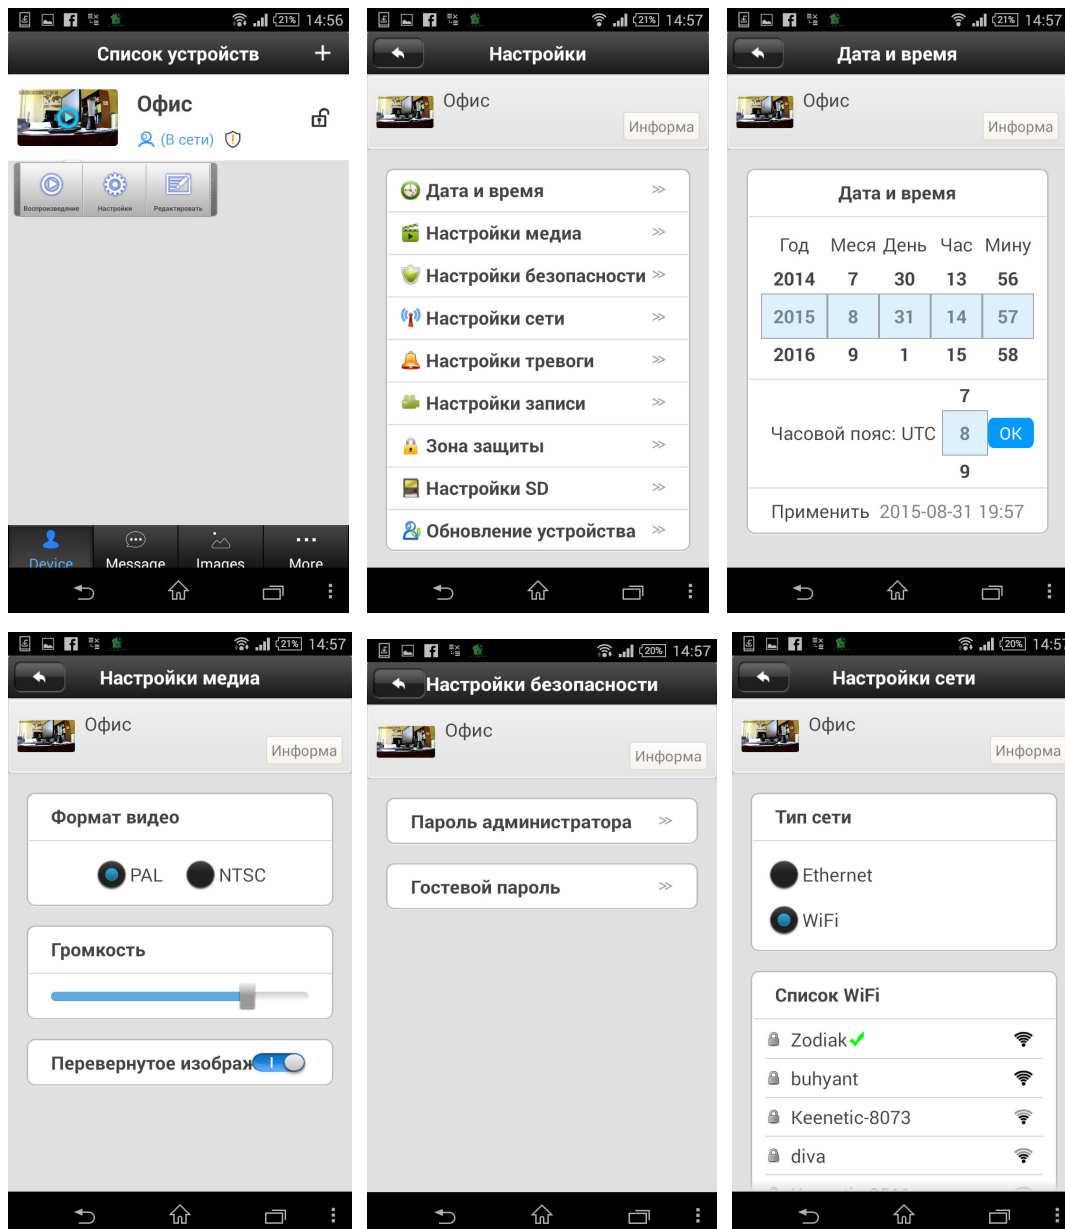 21% 14:56
Список устройств +
Офис
(В сети)
Воспроизведение Настройки Редактировать
Device Message Images More
21% 14:57
Настройки
Офис
Информа
Дата и время
Настройки медиа
Настройки безопасности
Настройки сети
Настройки тревоги
Настройки записи
Зона защиты
Настройки SD
Обновление устройства
21% 14:57
Дата и время
Офис
Информа
Дата и время
Год Меся День Час Мину
2014 7 30 13 56
2015 8 31 14 57
2016 9 1 15 58
7
Часовой пояс: UTC 8 OK
9
Применить 2015-08-31 19:57
21% 14:57
Настройки медиа
Офис
Информа
Формат видео
PAL NTSC
Громкость
Перевернутое изображ
20% 14:57
Настройки безопасности
Офис
Информа
Пароль администратора
Гостевой пароль
20% 14:57
Настройки сети
Офис
Информа
Тип сети
Ethernet
WiFi
Список WiFi
Zodiak
buhyant
Keenetic-8073
diva